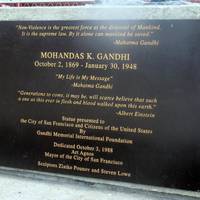 "Non-Violence is the greatest force at the disposal of Mankind.
It is the supreme law. By it alone can mankind be saved."
-Mahatma Gandhi
MOHANDAS K. GANDHI
October 2, 1869 - January 30, 1948
"My Life is My Message"
-Mahatma Gandhi
"Generations to come, it may be, will scarce believe that such
a one as this ever in flesh and blood walked upon this earth."
-Albert Einstein
Statue presented to
the City of San Francisco and Citizens of the United States
By
Gandhi Memorial International Foundation
Dedicated October 2, 1988
Art Agnos
Mayor of the City of San Francisco
Sculptors Zlatko Pounov and Steven Lowe